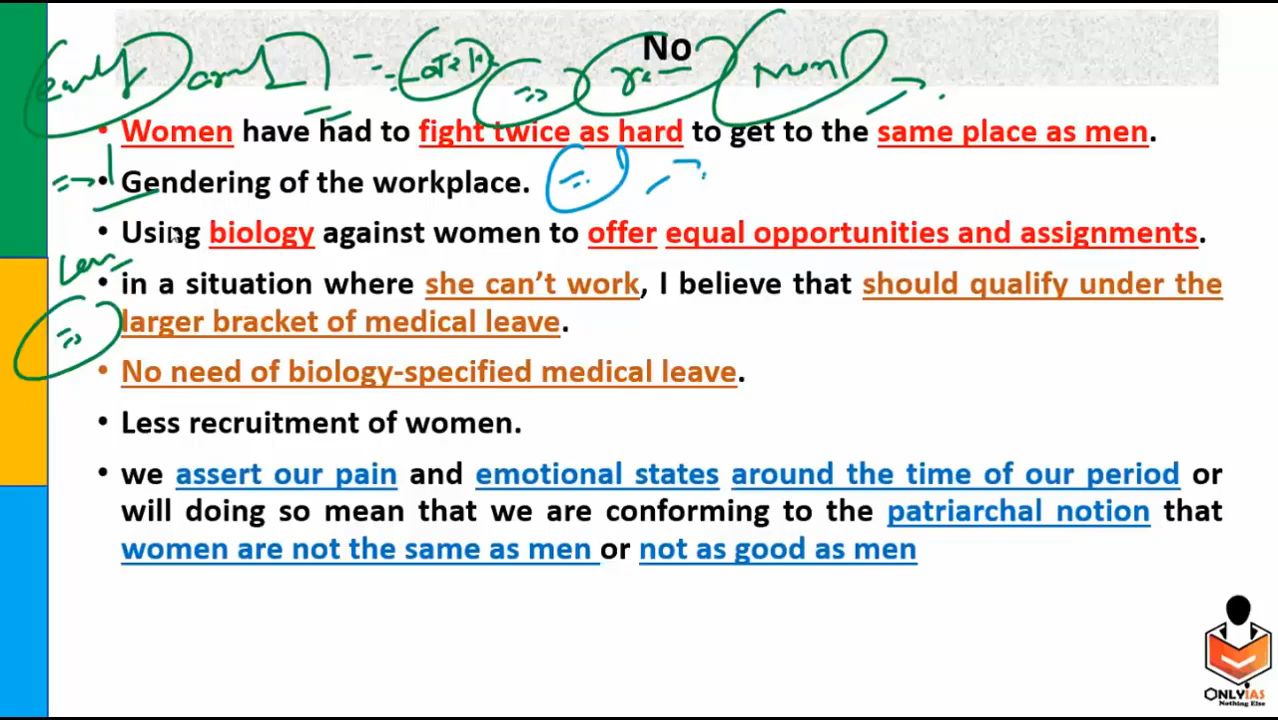 No
• Women have had to fight twice as hard to get to the same place as men.
• Gendering of the workplace.
• Using biology against women to offer equal opportunities and assignments.
• in a situation where she can't work, I believe that should qualify under the
larger bracket of medical leave.
• No need of biology-specified medical leave.
• Less recruitment of women.
• we assert our pain and emotional states around the time of our period or
will doing so mean that we are conforming to the patriarchal notion that
women are not the same as men or not as good as men
ONLYIAS
Nothing Else